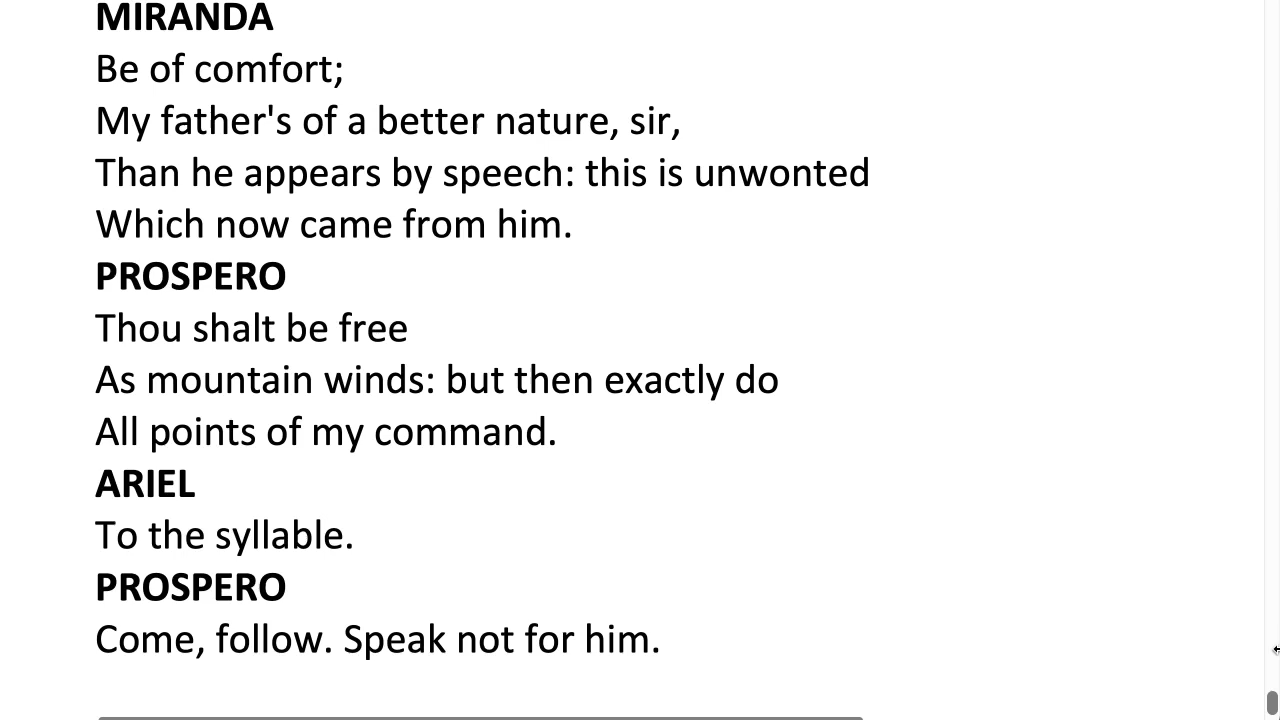 MIRANDA
Be of comfort;
My father's of a better nature, sir,
Than he appears by speech: this is unwonted
Which now came from him.
PROSPERO
Thou shalt be free
As mountain winds: but then exactly do
All points of my command.
ARIEL
To the syllable.
PROSPERO
Come, follow. Speak not for him.